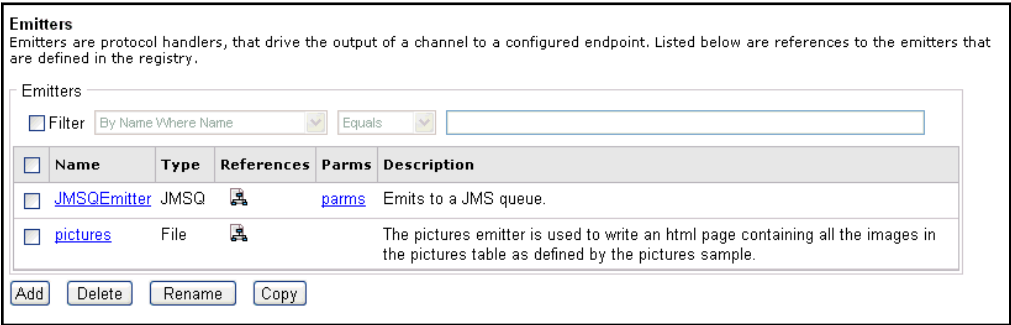 Emitters
Emitters are protocol handlers, that drive the output of a channel to a configured endpoint. Listed below are references to the emitters that
are defined in the registry.
Emitters
Filter By Name Where Name Equals
Name Type References Parms Description
JMSQEmitter JMSQ parms Emits to a JMS queue.
pictures File The pictures emitter is used to write an html page containing all the images in
the pictures table as defined by the pictures sample.
Add Delete Rename Copy